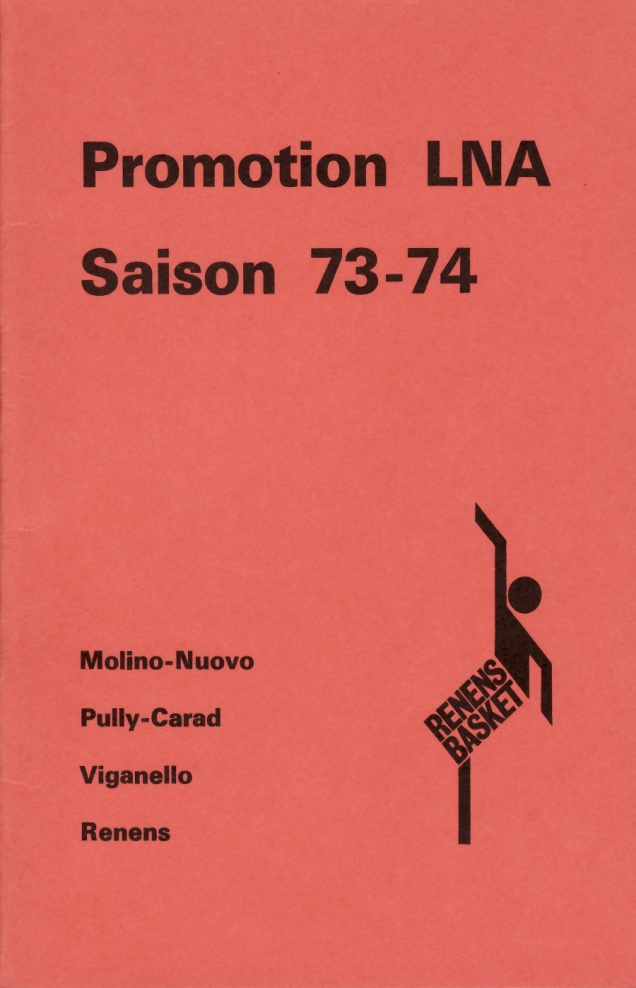 Promotion LNA
Saison 73-74
Molino-Nuovo
Pully-Carad
Viganello
Renens
RENENS
BASKET